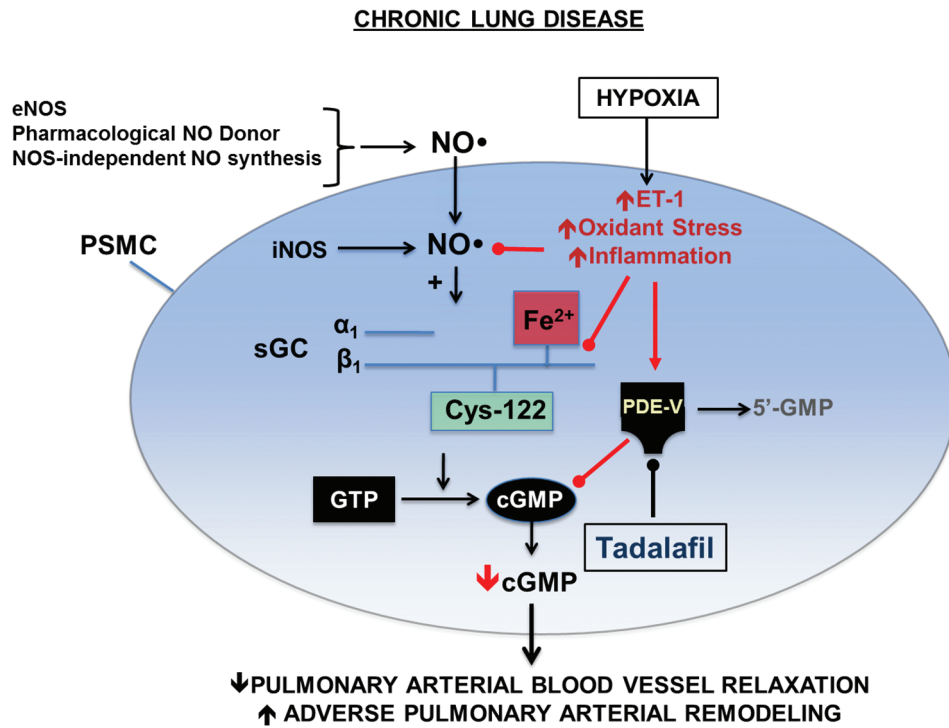 CHRONIC LUNG DISEASE
eNOS
Pharmacological NO Donor
NOS-independent NO synthesis
NO•
HYPOXIA
↑ET-1
↑Oxidant Stress
↑Inflammation
PSMC
iNOS
NO•
+
Fe²⁺
sGC
α₁
β₁
Cys-122
PDE-V
5'-GMP
GTP
cGMP
Tadalafil
↓cGMP
↓PULMONARY ARTERIAL BLOOD VESSEL RELAXATION
↑ ADVERSE PULMONARY ARTERIAL REMODELING